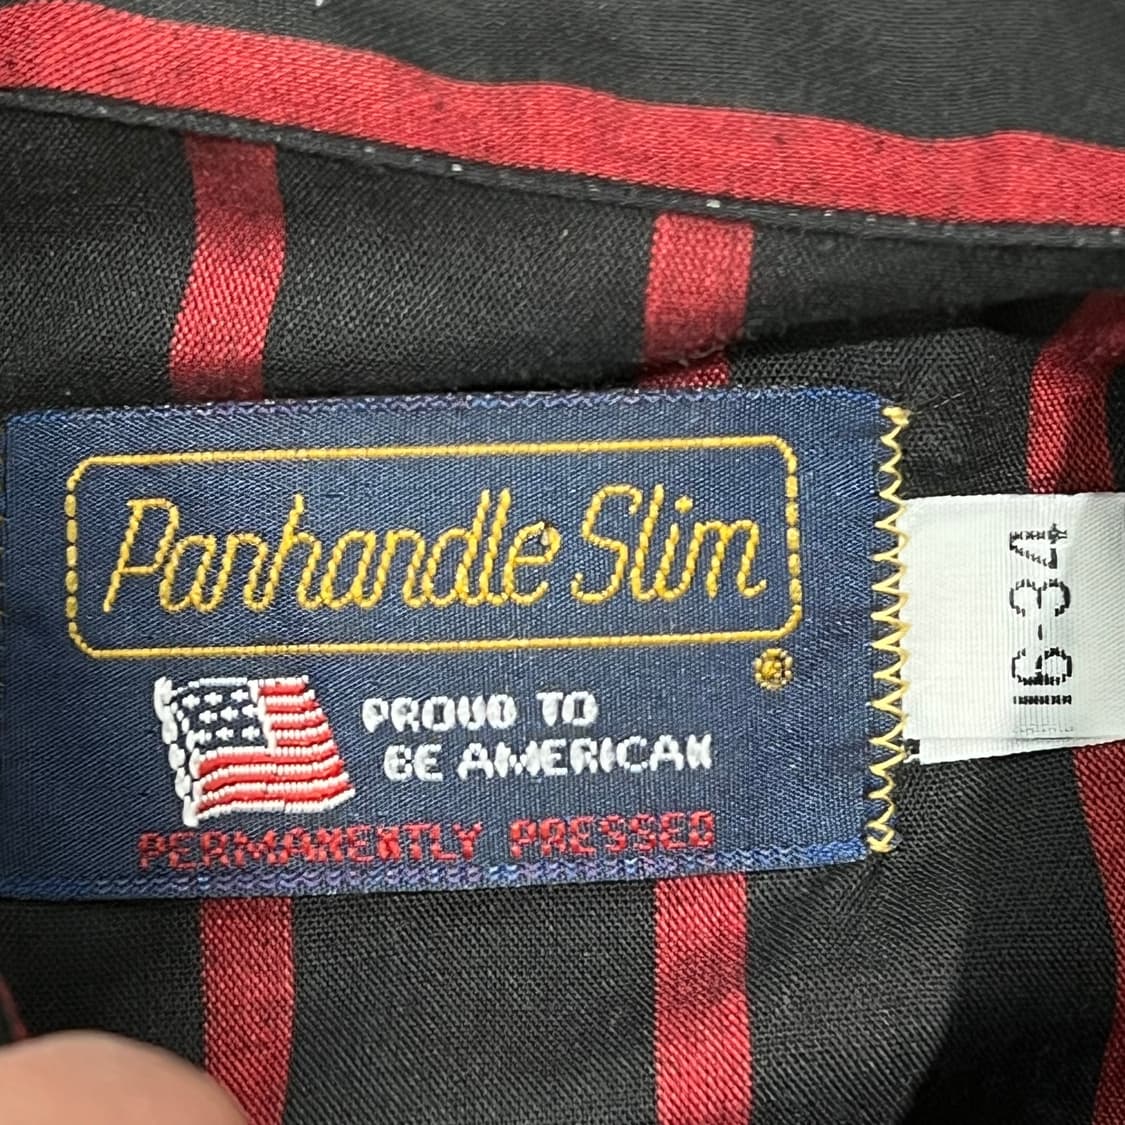 Panhandle Slim
®
PROUD TO
BE AMERICAN
PERMANENTLY PRESSED
16-34